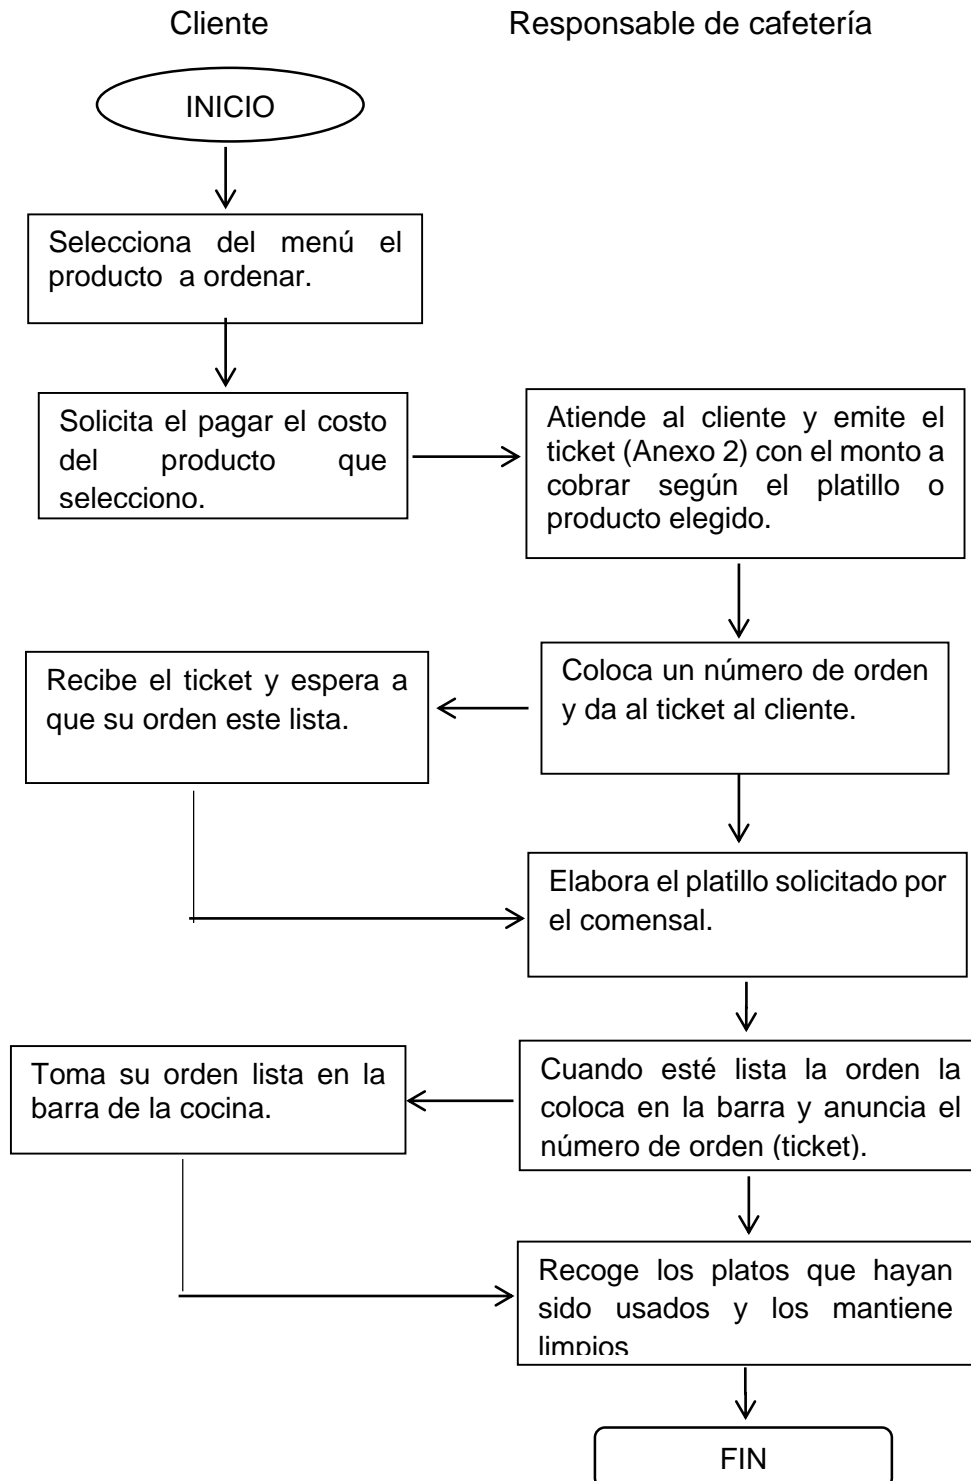 Cliente
Responsable de cafetería
INICIO
Selecciona del menú el
producto a ordenar.
Solicita el pagar el costo
del producto que
selecciono.
Atiende al cliente y emite el
ticket (Anexo 2) con el monto a
cobrar según el platillo o
producto elegido.
Coloca un número de orden
y da al ticket al cliente.
Recibe el ticket y espera a
que su orden este lista.
Elabora el platillo solicitado por
el comensal.
Cuando esté lista la orden la
coloca en la barra y anuncia el
número de orden (ticket).
Toma su orden lista en la
barra de la cocina.
Recoge los platos que hayan
sido usados y los mantiene
limpios
FIN